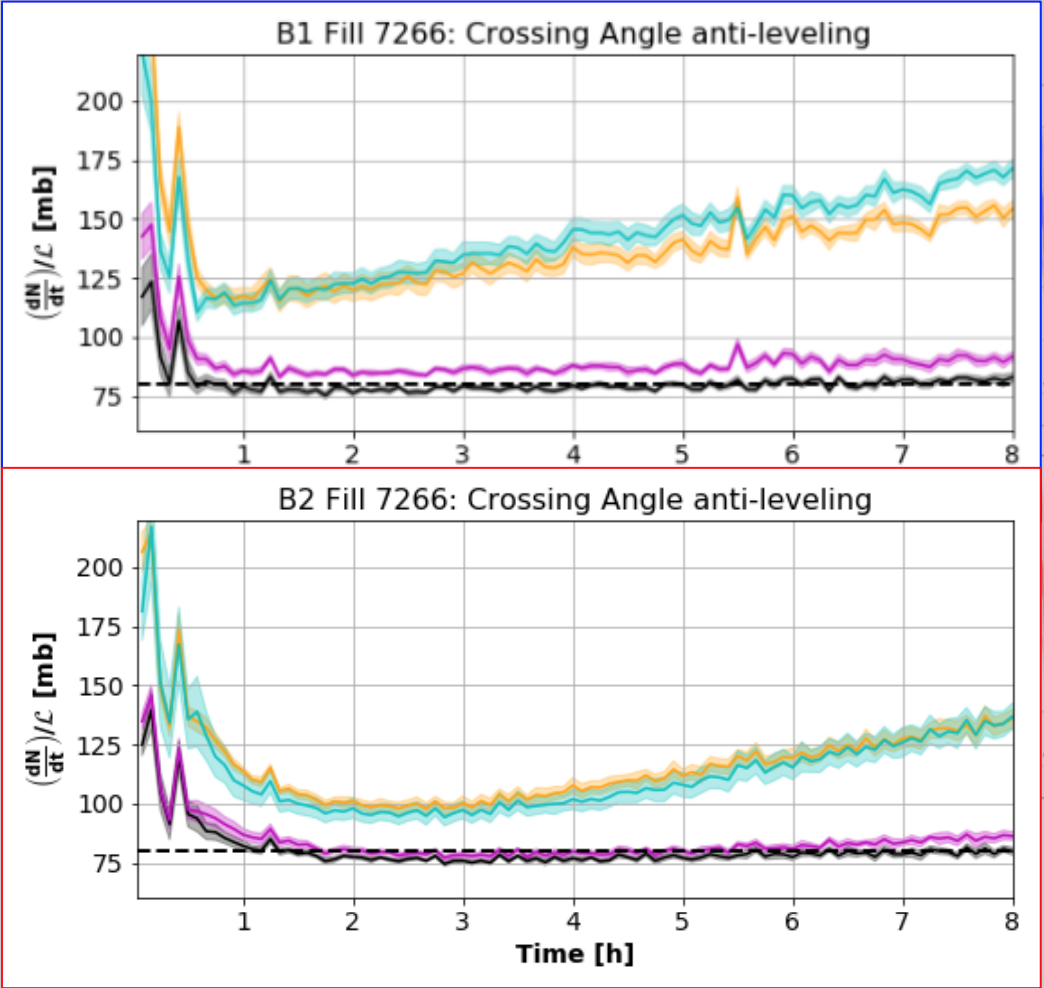 B1 Fill 7266: Crossing Angle anti-leveling
200
175
150
125
100
75
(dN/dt)/ℒ [mb]
1 2 3 4 5 6 7 8
B2 Fill 7266: Crossing Angle anti-leveling
200
175
150
125
100
75
(dN/dt)/ℒ [mb]
1 2 3 4 5 6 7 8
Time [h]